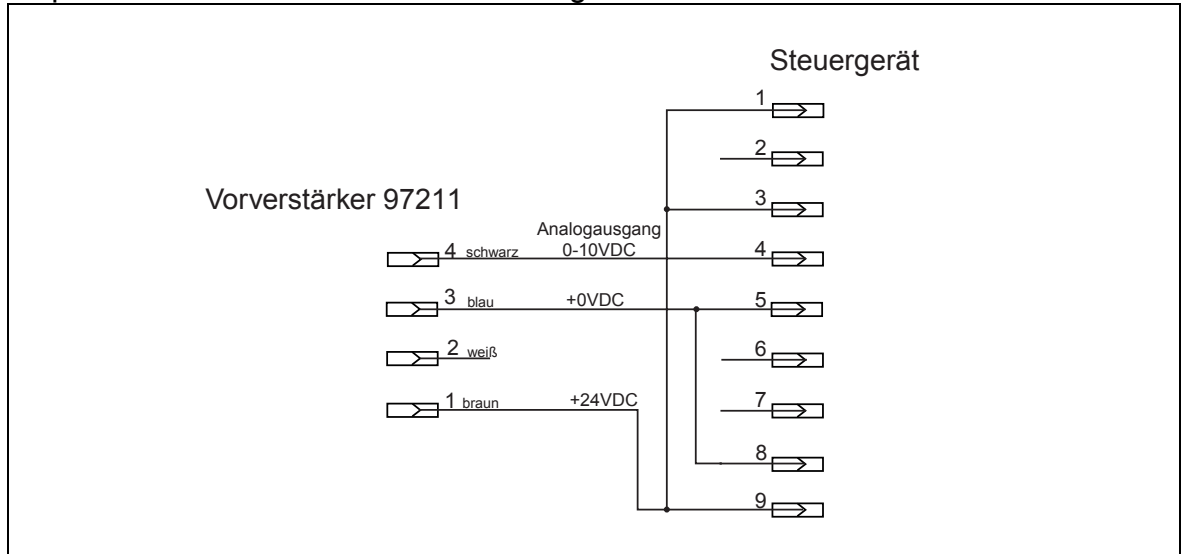 Steuergerät
1
2
Vorverstärker 97211
3
Analogausgang
4 schwarz 0-10VDC 4
3 blau +0VDC 5
2 weiß 6
1 braun +24VDC 7
8
9